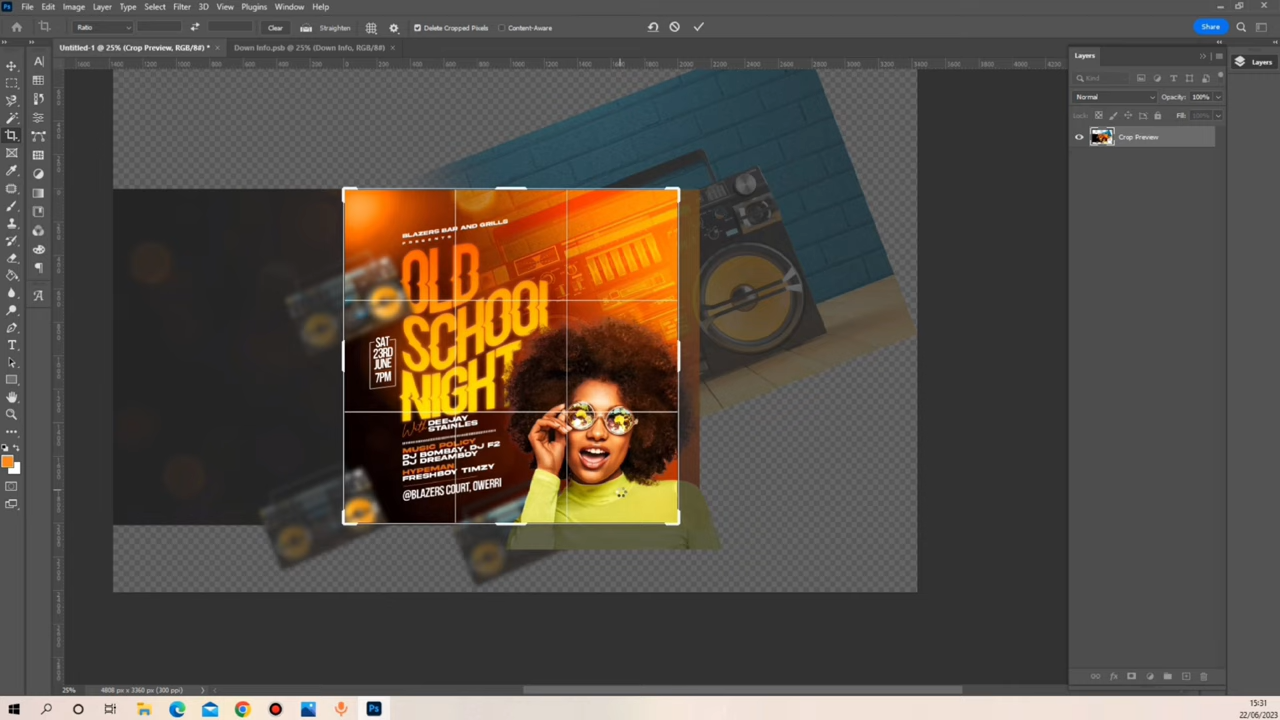 File Edit Image Layer Type Select Filter 3D View Plugins Window Help
Ratio Clear Straighten Delete Cropped Pixels Content-Aware Share
Untitled-1 @ 25% (Crop Preview, RGB/8#) * × Down Info.psb @ 25% (Down Info, RGB/8#) ×
Layers
Layers
Kind
Normal Opacity: 100%
Lock: Fill:
Crop Preview
BLAZERS BAR AND GRILLS
PRESENTS
OLD
SCHOOL
NIGHT
SAT
23RD
JUNE
7PM
With DEEJAY
STAINLES
MUSIC POLICY
DJ BOMBAY, DJ F2
DJ DREAMBOY
HYPEMAN
FRESHBOY TIMZY
@BLAZERS COURT, OWERRI
25% 4808 px x 3360 px (300 ppi)
15:31
22/06/2023